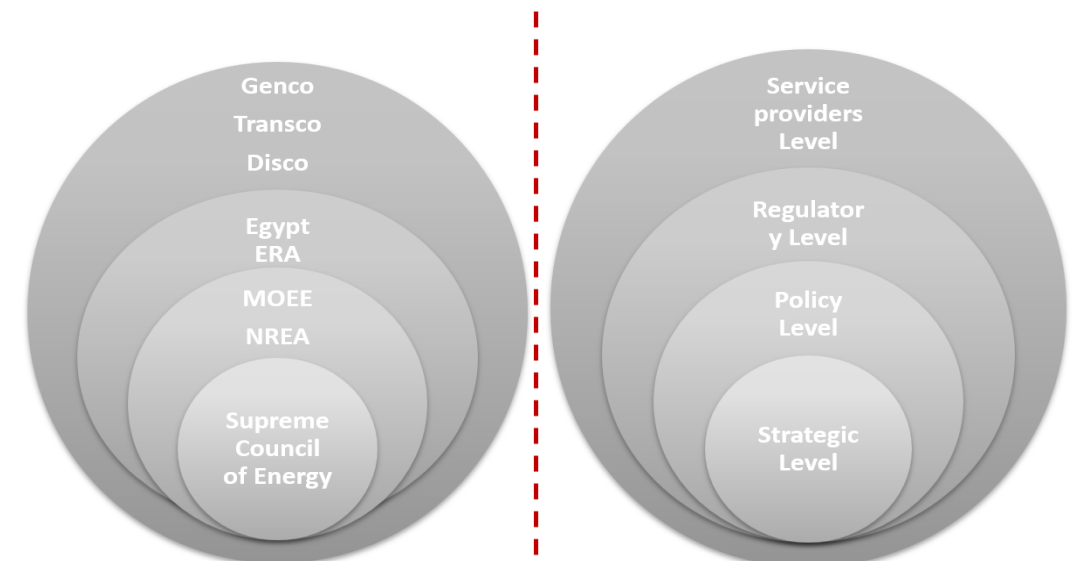 Genco
Transco
Disco
Egypt
ERA
MOEE
NREA
Supreme
Council
of Energy
Service
providers
Level
Regulator
y Level
Policy
Level
Strategic
Level